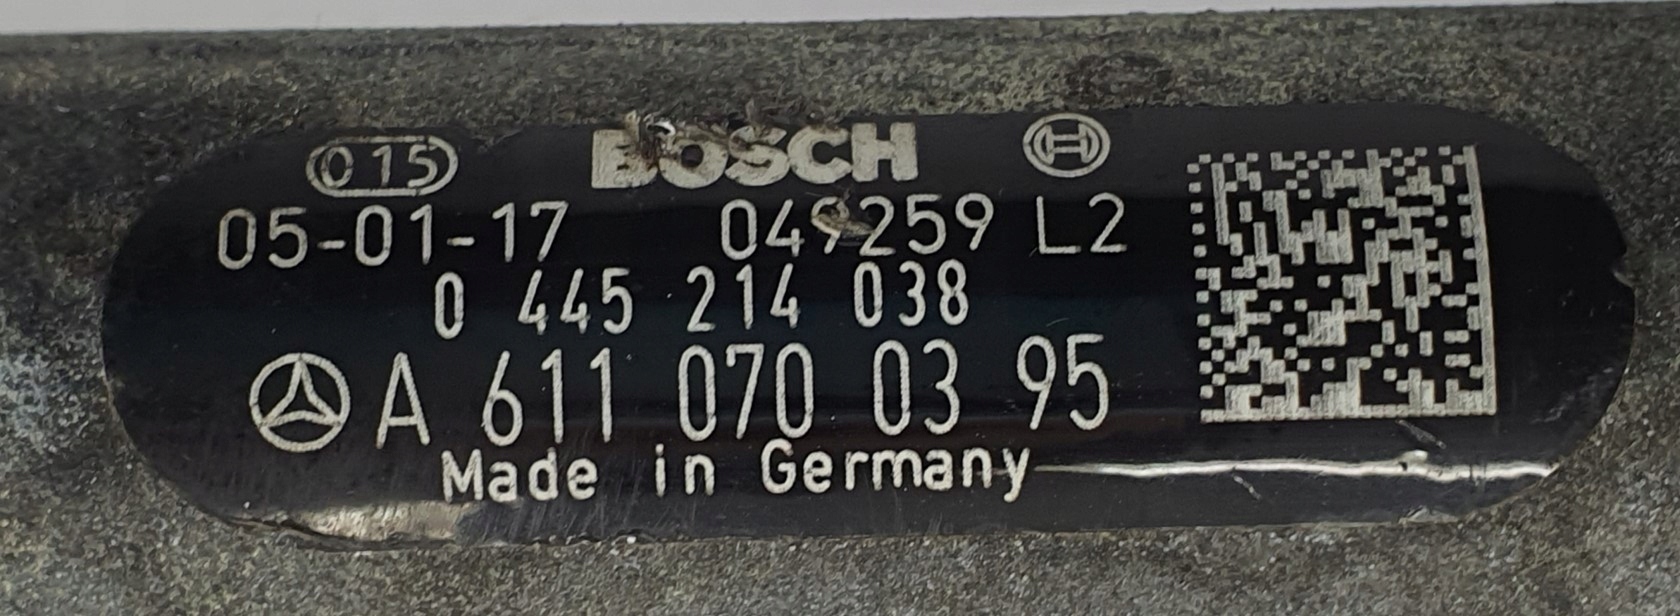 015 BOSCH
05-01-17 049259 L2
0 445 214 038
A 611 070 03 95
Made in Germany